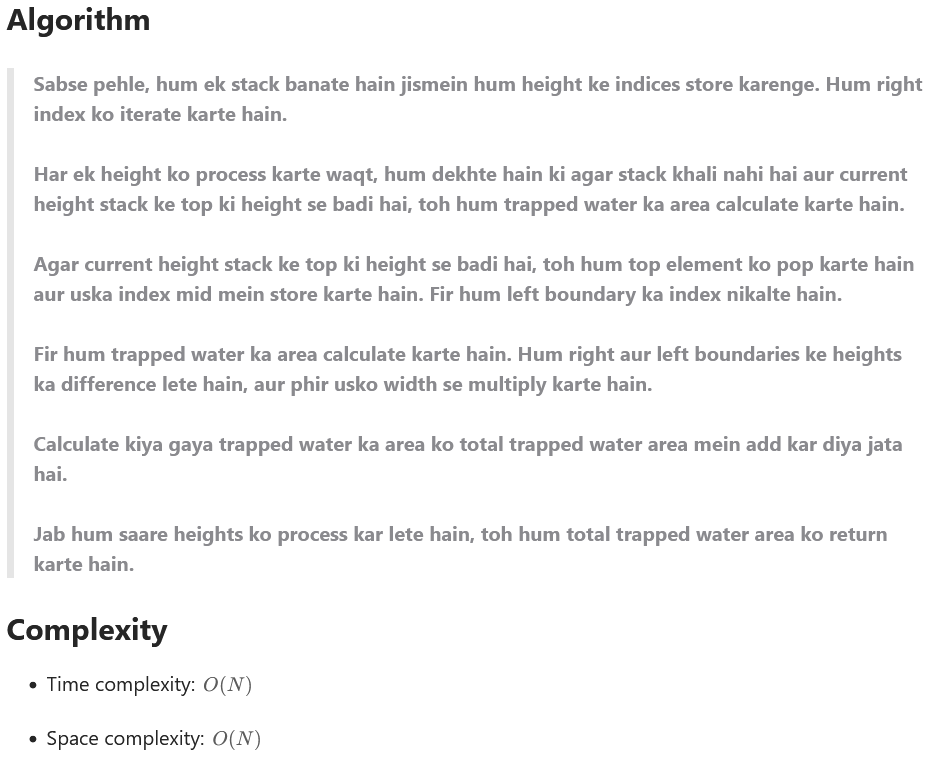 Algorithm
Sabse pehle, hum ek stack banate hain jismein hum height ke indices store karenge. Hum right
index ko iterate karte hain.
Har ek height ko process karte waqt, hum dekhte hain ki agar stack khali nahi hai aur current
height stack ke top ki height se badi hai, toh hum trapped water ka area calculate karte hain.
Agar current height stack ke top ki height se badi hai, toh hum top element ko pop karte hain
aur uska index mid mein store karte hain. Fir hum left boundary ka index nikalte hain.
Fir hum trapped water ka area calculate karte hain. Hum right aur left boundaries ke heights
ka difference lete hain, aur phir usko width se multiply karte hain.
Calculate kiya gaya trapped water ka area ko total trapped water area mein add kar diya jata
hai.
Jab hum saare heights ko process kar lete hain, toh hum total trapped water area ko return
karte hain.
Complexity
• Time complexity: O(N)
• Space complexity: O(N)